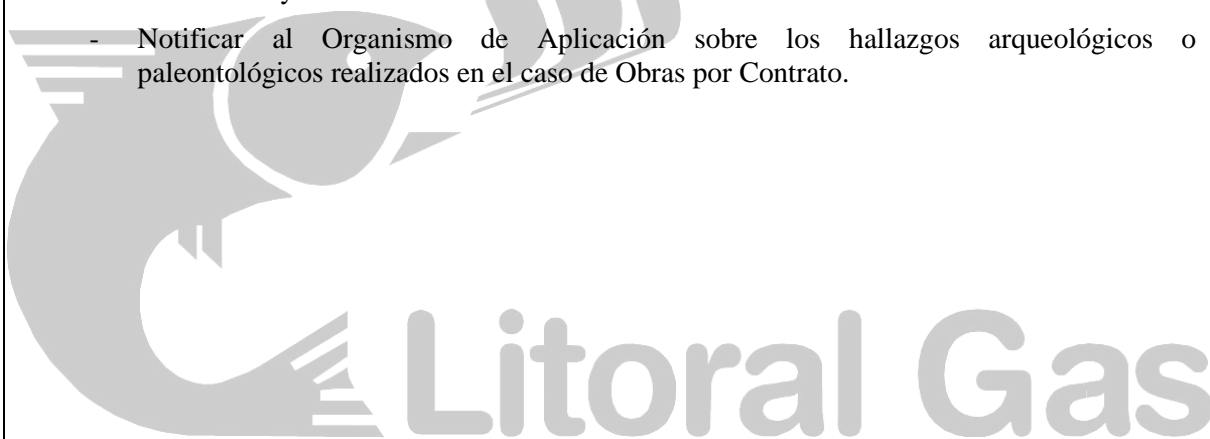 - Notificar al Organismo de Aplicación sobre los hallazgos arqueológicos o
paleontológicos realizados en el caso de Obras por Contrato.
Litoral Gas